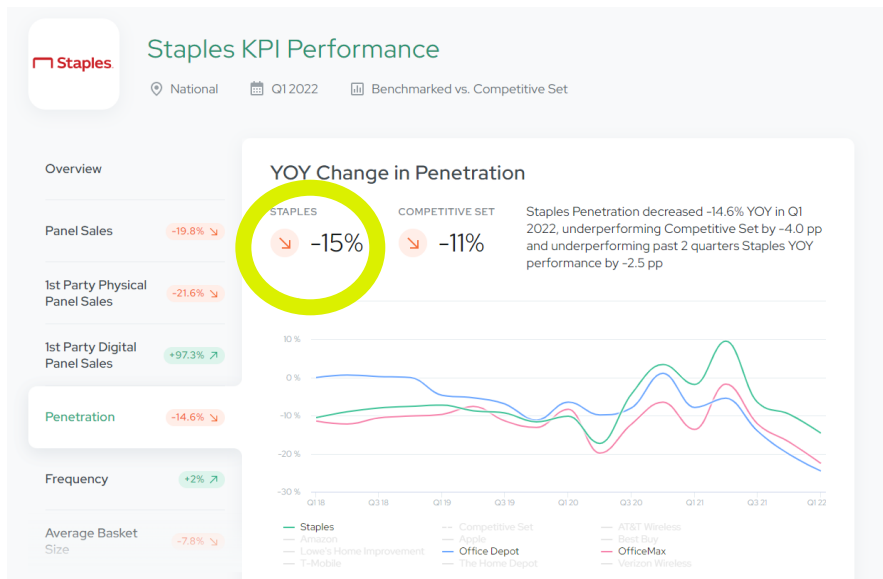 Staples.
Staples KPI Performance
National
Q1 2022
Benchmarked vs. Competitive Set
Overview
Panel Sales
-19.8%
1st Party Physical
Panel Sales
-21.6%
1st Party Digital
Panel Sales
+97.3%
Penetration
-14.6%
Frequency
+2%
Average Basket
Size
-7.8%
YOY Change in Penetration
STAPLES
-15%
COMPETITIVE SET
-11%
Staples Penetration decreased -14.6% YOY in Q1
2022, underperforming Competitive Set by -4.0 pp
and underperforming past 2 quarters Staples YOY
performance by -2.5 pp
10 %
0 %
-10 %
-20 %
-30 %
Q1 18
Q3 18
Q1 19
Q3 19
Q1 20
Q3 20
Q1 21
Q3 21
Q1 22
Staples
Competitive Set
AT&T Wireless
Amazon
Apple
Best Buy
Lowe's Home Improvement
Office Depot
OfficeMax
T-Mobile
The Home Depot
Verizon Wireless